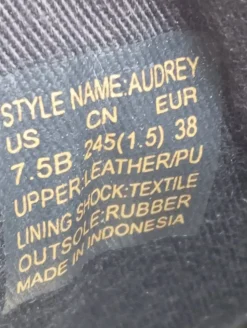 STYLE NAME:AUDREY
US CN EUR
7.5B 245(1.5) 38
UPPER:LEATHER/PU
LINING SHOCK:TEXTILE
OUTSOLE:RUBBER
MADE IN INDONESIA